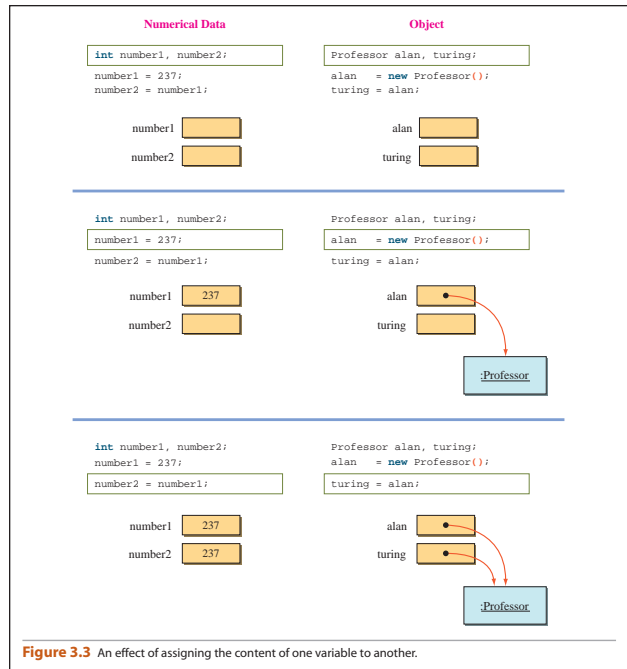 Numerical Data
Object
int number1, number2;
number1 = 237;
number2 = number1;
Professor alan, turing;
alan   = new Professor();
turing = alan;
number1
number2
alan
turing
int number1, number2;
number1 = 237;
number2 = number1;
Professor alan, turing;
alan   = new Professor();
turing = alan;
number1 237
number2
alan
turing
:Professor
int number1, number2;
number1 = 237;
number2 = number1;
Professor alan, turing;
alan   = new Professor();
turing = alan;
number1 237
number2 237
alan
turing
:Professor
Figure 3.3 An effect of assigning the content of one variable to another.